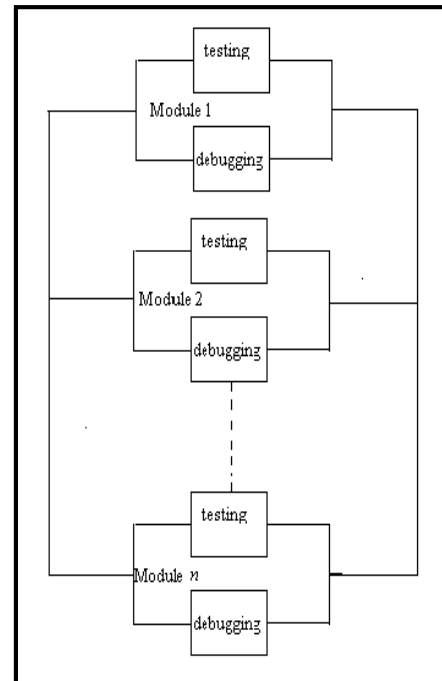 testing
Module 1
debugging
testing
Module 2
debugging
testing
Module n
debugging